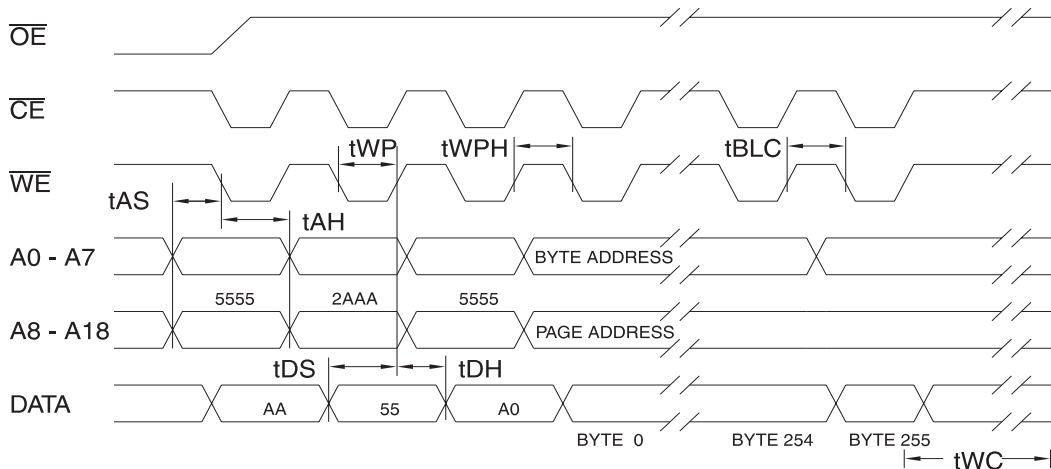 OE
CE
tWP tWPH tBLC
WE
tAS
tAH
A0 - A7 BYTE ADDRESS
5555 2AAA 5555
A8 - A18 PAGE ADDRESS
tDS tDH
DATA AA 55 A0
BYTE 0 BYTE 254 BYTE 255
tWC